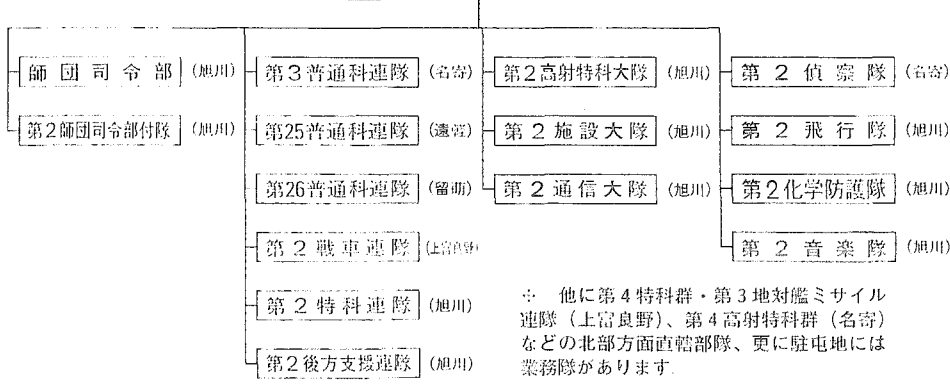 師団司令部 (旭川)
第2師団司令部付隊 (旭川)
第3普通科連隊 (名寄)
第25普通科連隊 (遠軽)
第26普通科連隊 (留萌)
第2戦車連隊 (上富良野)
第2特科連隊 (旭川)
第2後方支援連隊 (旭川)
第2高射特科大隊 (旭川)
第2施設大隊 (旭川)
第2通信大隊 (旭川)
第2偵察隊 (名寄)
第2飛行隊 (旭川)
第2化学防護隊 (旭川)
第2音楽隊 (旭川)
※ 他に第4特科群・第3地対艦ミサイル
連隊(上富良野)、第4高射特科群(名寄)
などの北部方面直轄部隊、更に駐屯地には
業務隊があります.